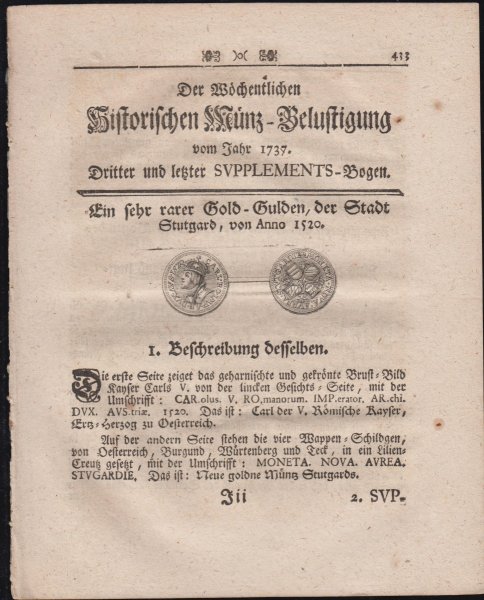 )o( 433
Der Wöchentlichen
Historischen Münz-Belustigung
vom Jahr 1737.
Dritter und letzter SVPPLEMENTS-Bogen.
Ein sehr rarer Gold-Gulden, der Stadt
Stutgard, von Anno 1520.
1. Beschreibung desselben.
Die erste Seite zeiget das geharnischte und gekrönte Brust-Bild
Kayser Carls V. von der lincken Gesichts-Seite, mit der
Umschrifft: CAR.olus. V. RO.manorum. IMP.erator. AR.chi.
DVX. AVS.triæ. 1520. Das ist: Carl der V. Römische Kayser,
Ertz-Herzog zu Oesterreich.
Auf der andern Seite stehen die vier Wappen-Schildgen,
von Oesterreich, Burgund, Würtenberg und Teck, in ein Lilien-
Creutz gesetzt, mit der Umschrifft: MONETA. NOVA. AVREA.
STVGARDIE. Das ist: Neue goldne Müntz Stutgards.
Jii 2. SVP-